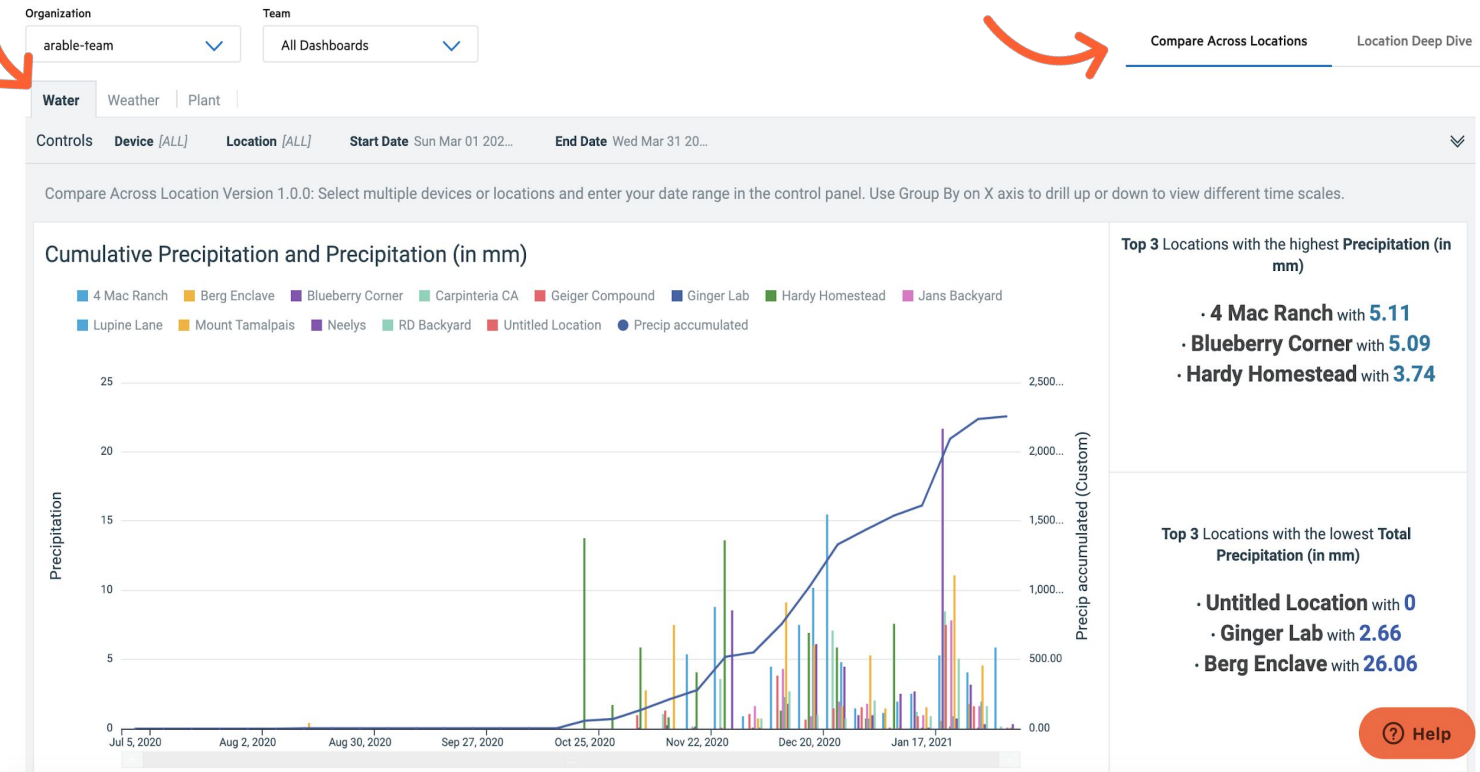 Organization
Team
arable-team
All Dashboards
Compare Across Locations
Location Deep Dive
Water
Weather
Plant
Controls
Device [ALL]
Location [ALL]
Start Date Sun Mar 01 202...
End Date Wed Mar 31 20...
Compare Across Location Version 1.0.0: Select multiple devices or locations and enter your date range in the control panel. Use Group By on X axis to drill up or down to view different time scales.
Cumulative Precipitation and Precipitation (in mm)
4 Mac Ranch Berg Enclave Blueberry Corner Carpinteria CA Geiger Compound Ginger Lab Hardy Homestead Jans Backyard
Lupine Lane Mount Tamalpais Neelys RD Backyard Untitled Location Precip accumulated
Precipitation
25
20
15
10
5
0
2,500...
2,000...
1,500...
1,000...
500.00
0.00
Precip accumulated (Custom)
Jul 5, 2020 Aug 2, 2020 Aug 30, 2020 Sep 27, 2020 Oct 25, 2020 Nov 22, 2020 Dec 20, 2020 Jan 17, 2021
Top 3 Locations with the highest Precipitation (in
mm)
· 4 Mac Ranch with 5.11
· Blueberry Corner with 5.09
· Hardy Homestead with 3.74
Top 3 Locations with the lowest Total
Precipitation (in mm)
· Untitled Location with 0
· Ginger Lab with 2.66
· Berg Enclave with 26.06
? Help